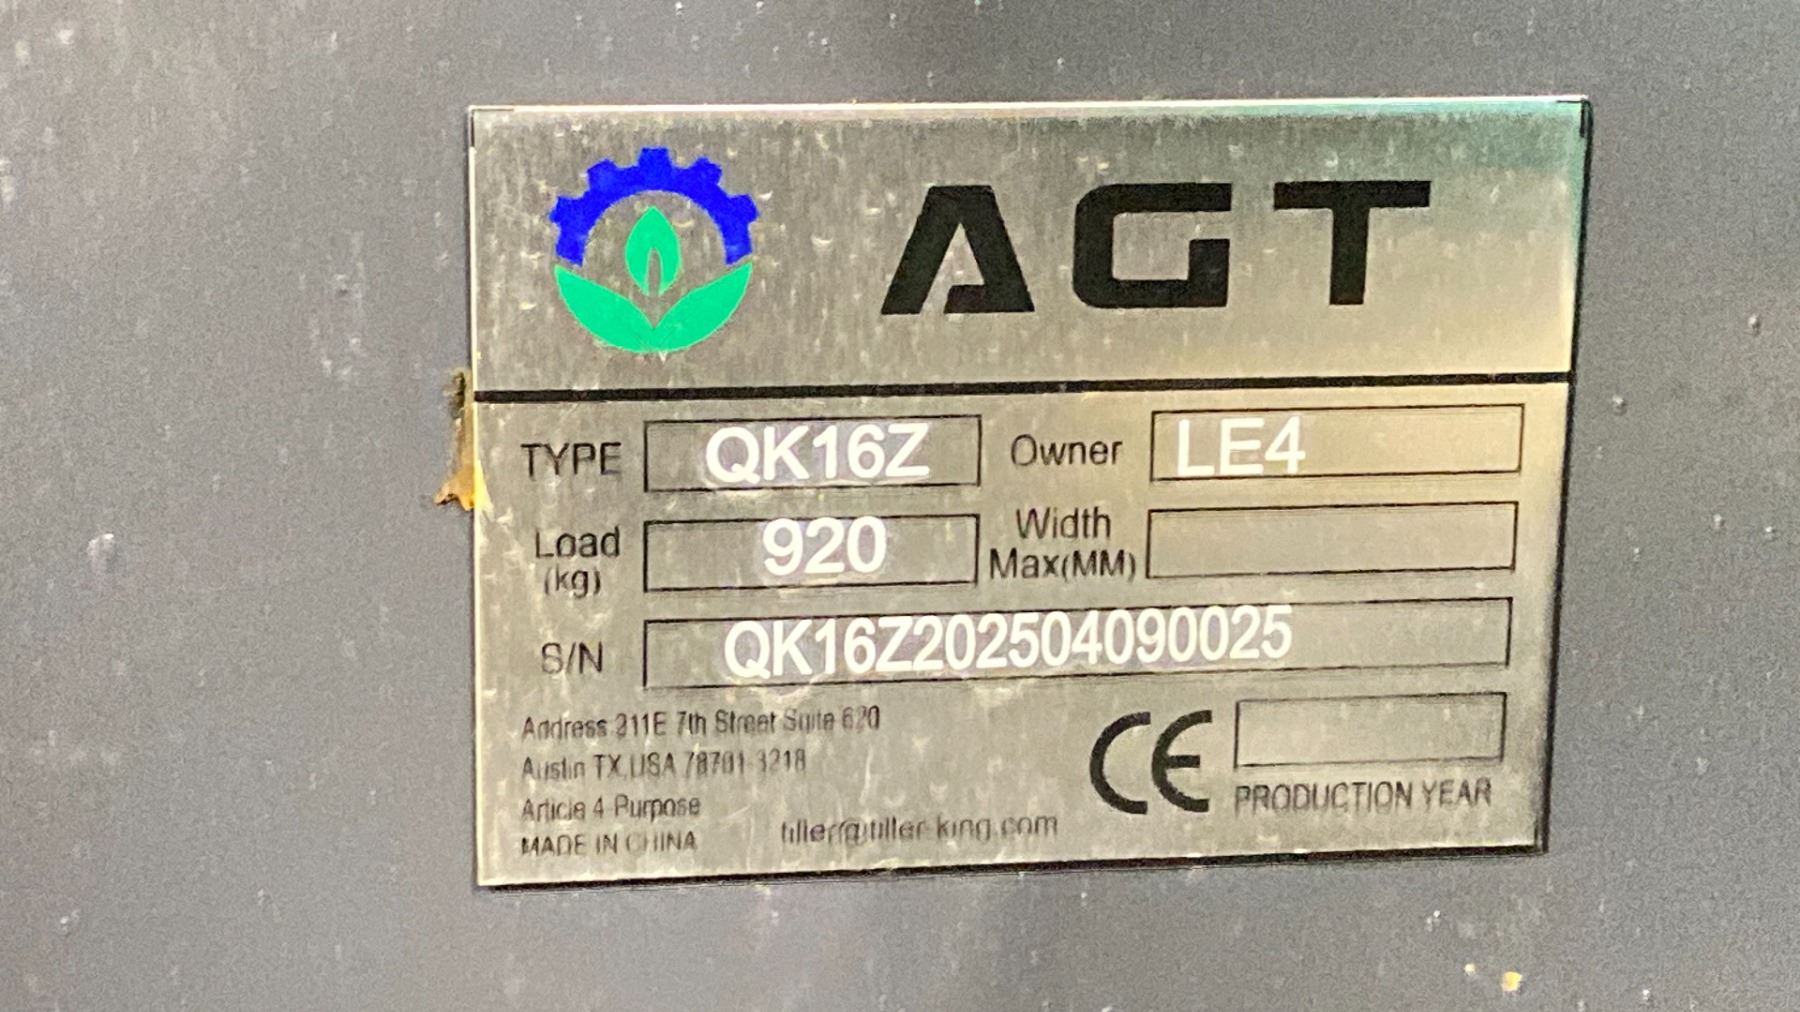 AGT
TYPE QK16Z Owner LE4
Load (kg) 920 Width Max(MM)
S/N QK16Z202504090025
Address 311E 7th Street Suite 620
Austin TX,USA 78701-3218
Article 4 Purpose
MADE IN CHINA
tiller@tiller-king.com
CE
PRODUCTION YEAR